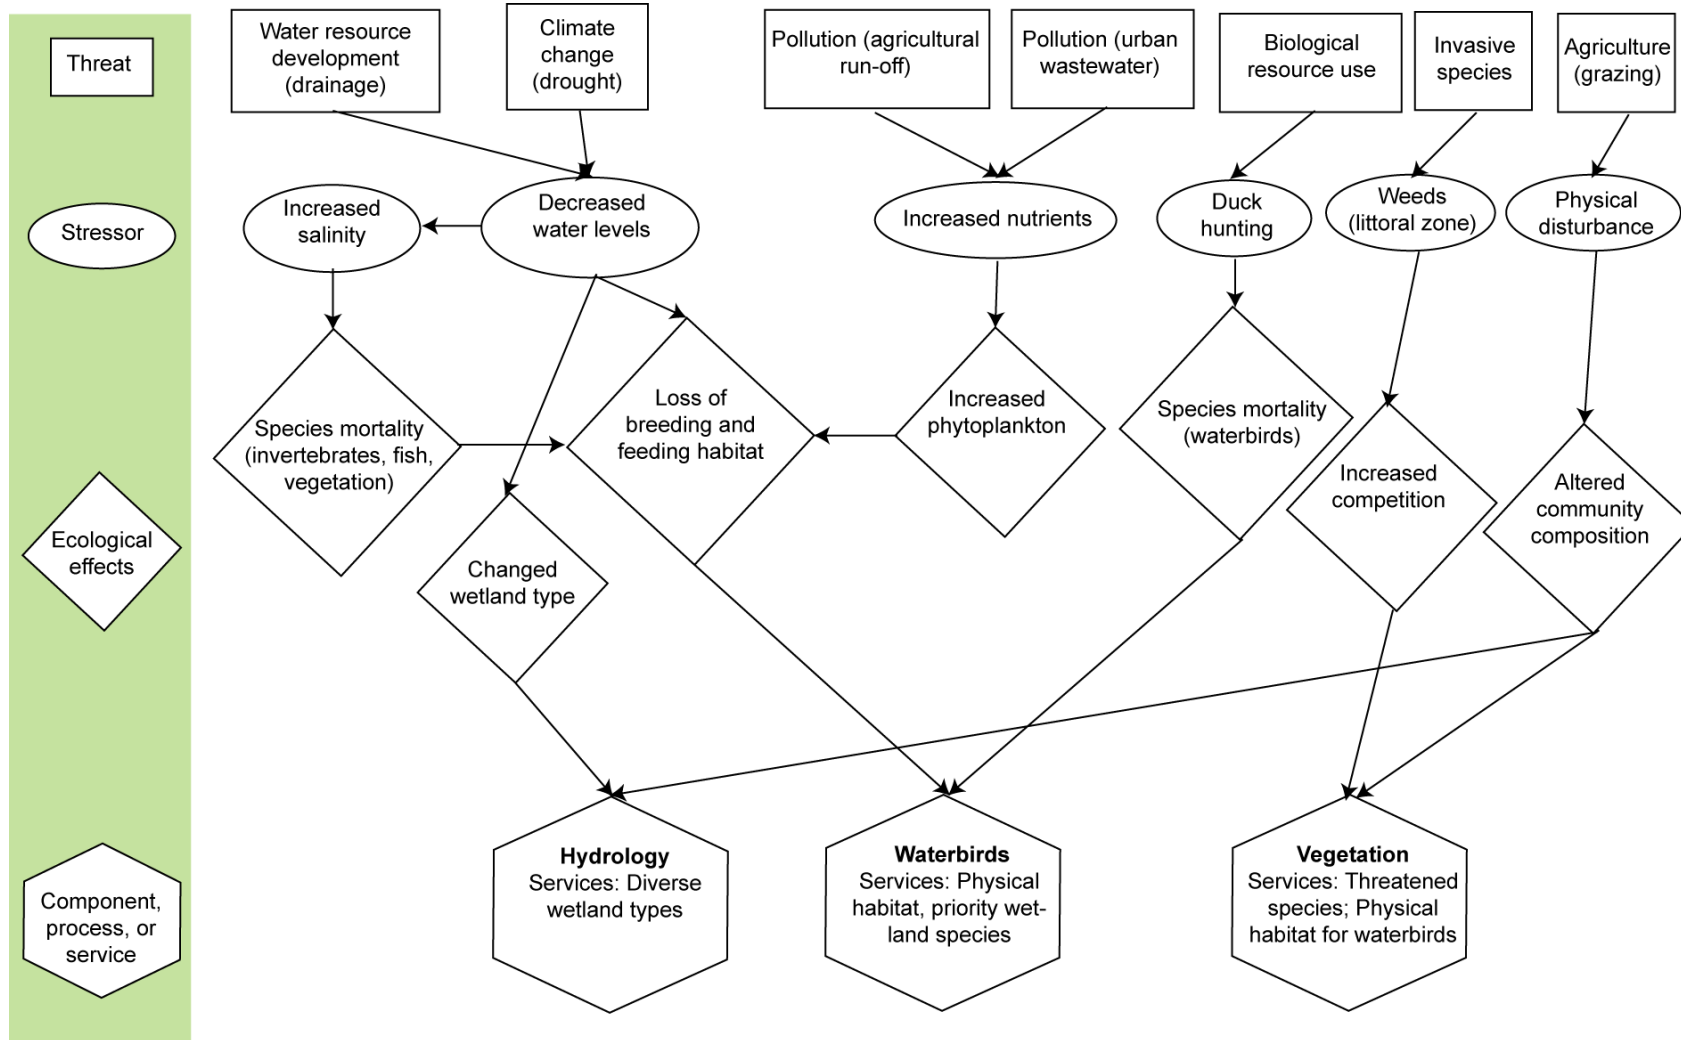 Threat
Water resource
development
(drainage)
Climate
change
(drought)
Pollution (agricultural
run-off)
Pollution (urban
wastewater)
Biological
resource use
Invasive
species
Agriculture
(grazing)
Stressor
Increased
salinity
Decreased
water levels
Increased nutrients
Duck
hunting
Weeds
(littoral zone)
Physical
disturbance
Ecological
effects
Species mortality
(invertebrates, fish,
vegetation)
Changed
wetland type
Loss of
breeding and
feeding habitat
Increased
phytoplankton
Species mortality
(waterbirds)
Increased
competition
Altered
community
composition
Component,
process, or
service
Hydrology
Services: Diverse
wetland types
Waterbirds
Services: Physical
habitat, priority wet-
land species
Vegetation
Services: Threatened
species; Physical
habitat for waterbirds